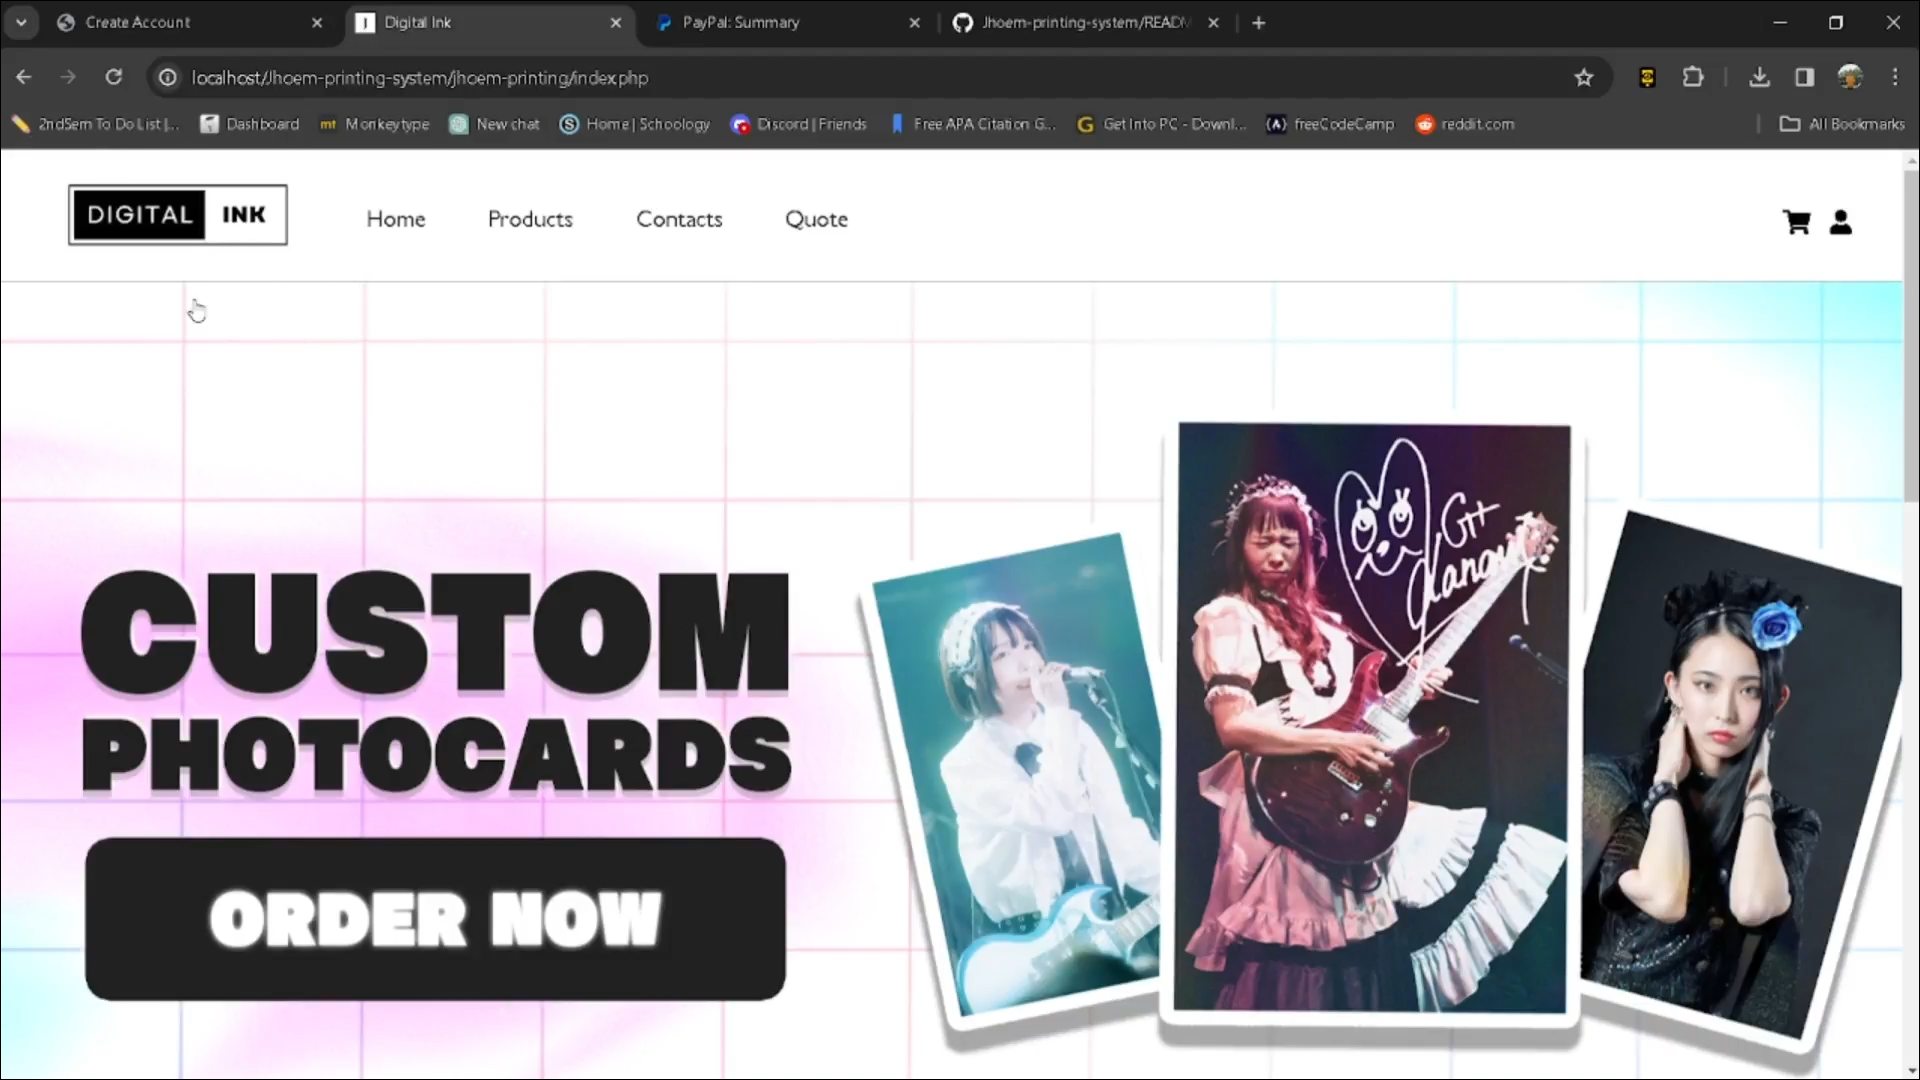 Create Account
Digital Ink
PayPal: Summary
Jhoem-printing-system/READM
localhost/Jhoem-printing-system/jhoem-printing/index.php
2ndSem To Do List |...
Dashboard
mt Monkeytype
New chat
Home | Schoology
Discord | Friends
Free APA Citation G...
Get Into PC - Downl...
freeCodeCamp
reddit.com
All Bookmarks
DIGITAL INK
Home
Products
Contacts
Quote
CUSTOM
PHOTOCARDS
ORDER NOW